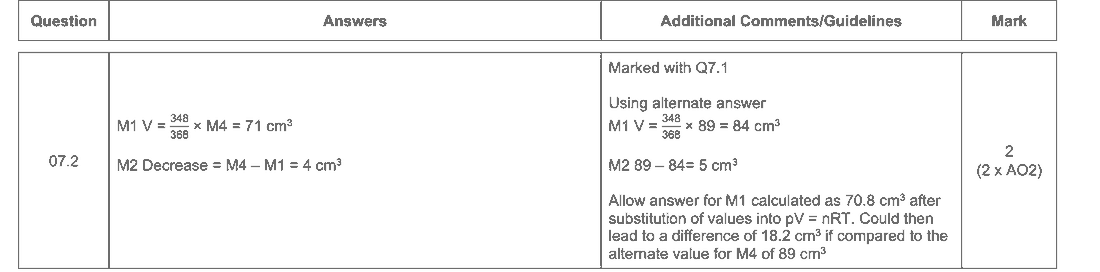 Question Answers Additional Comments/Guidelines Mark
07.2
M1 V = 348/368 × M4 = 71 cm³
M2 Decrease = M4 – M1 = 4 cm³
Marked with Q7.1
Using alternate answer
M1 V = 348/368 × 89 = 84 cm³
M2 89 – 84= 5 cm³
Allow answer for M1 calculated as 70.8 cm³ after
substitution of values into pV = nRT. Could then
lead to a difference of 18.2 cm³ if compared to the
alternate value for M4 of 89 cm³
2
(2 x AO2)